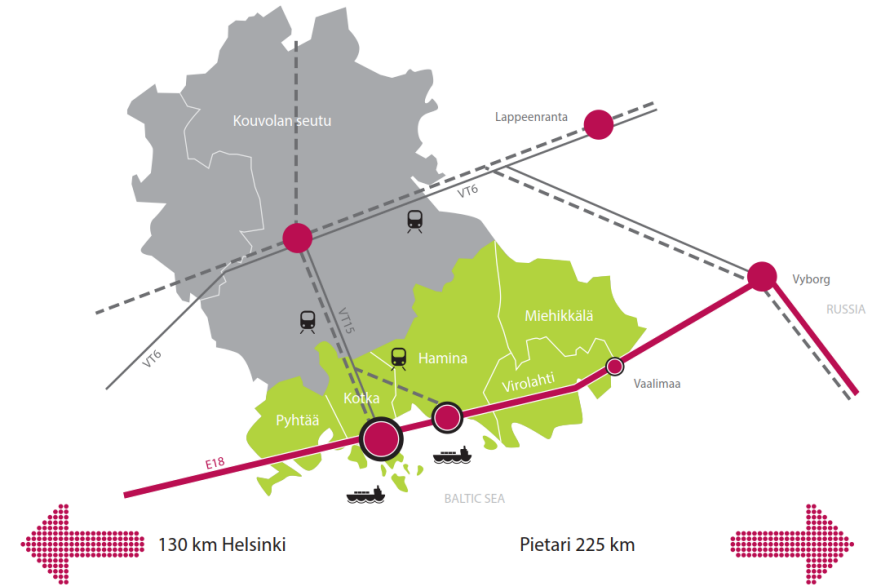 Kouvolan seutu
Lappeenranta
VT6
Vyborg
RUSSIA
VT15
Miehikkälä
Hamina
VT6
Virolahti
Vaalimaa
Kotka
Pyhtää
E18
BALTIC SEA
130 km Helsinki
Pietari 225 km